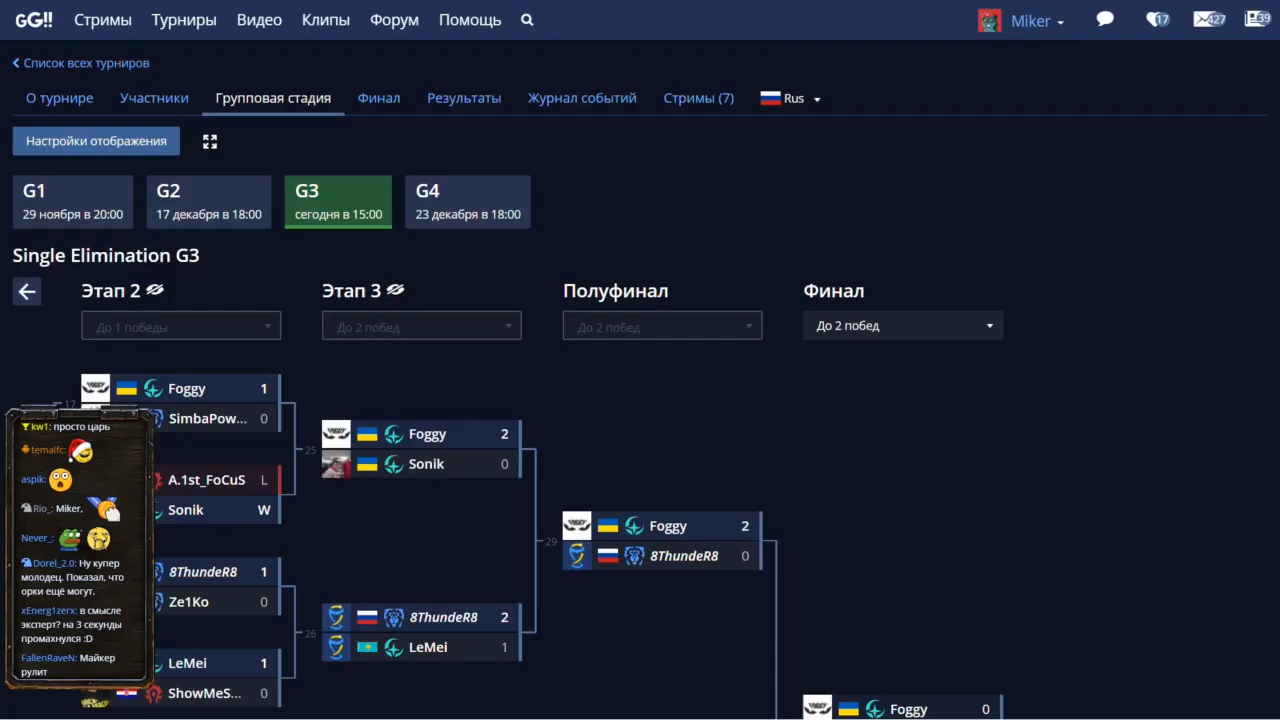 GG!! Стримы Турниры Видео Клипы Форум Помощь Miker 17 427 39
Список всех турниров
О турнире Участники Групповая стадия Финал Результаты Журнал событий Стримы (7) Rus
Настройки отображения
G1 G2 G3 G4
29 ноября в 20:00 17 декабря в 18:00 сегодня в 15:00 23 декабря в 18:00
Single Elimination G3
Этап 2 Этап 3 Полуфинал Финал
До 1 победы До 2 побед До 2 побед До 2 побед
Foggy 1
17
SimbaPow... 0
A.1st_FoCuS L
Sonik W
8ThundeR8 1
Ze1Ko 0
LeMei 1
ShowMeS... 0
25
Foggy 2
Sonik 0
26
8ThundeR8 2
LeMei 1
29
Foggy 2
8ThundeR8 0
Foggy 0
kw1: просто царь
temalfc:
aspik:
Rio_: Miker,
Never_:
Dorel_2.0: Ну купер
молодец. Показал, что
орки ещё могут.
xEnerg1zerx: в смысле
эксперт? на 3 секунды
промахнулся :D
FallenRaveN: Майкер
рулит